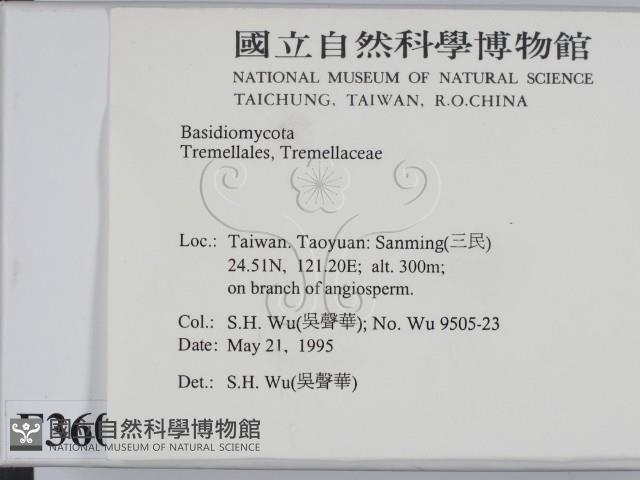 國立自然科學博物館
NATIONAL MUSEUM OF NATURAL SCIENCE
TAICHUNG, TAIWAN, R.O.CHINA
Basidiomycota
Tremellales, Tremellaceae
Loc.: Taiwan. Taoyuan: Sanming(三民)
24.51N, 121.20E; alt. 300m;
on branch of angiosperm.
Col.: S.H. Wu(吳聲華); No. Wu 9505-23
Date: May 21, 1995
Det.: S.H. Wu(吳聲華)
國立自然科學博物館
NATIONAL MUSEUM OF NATURAL SCIENCE